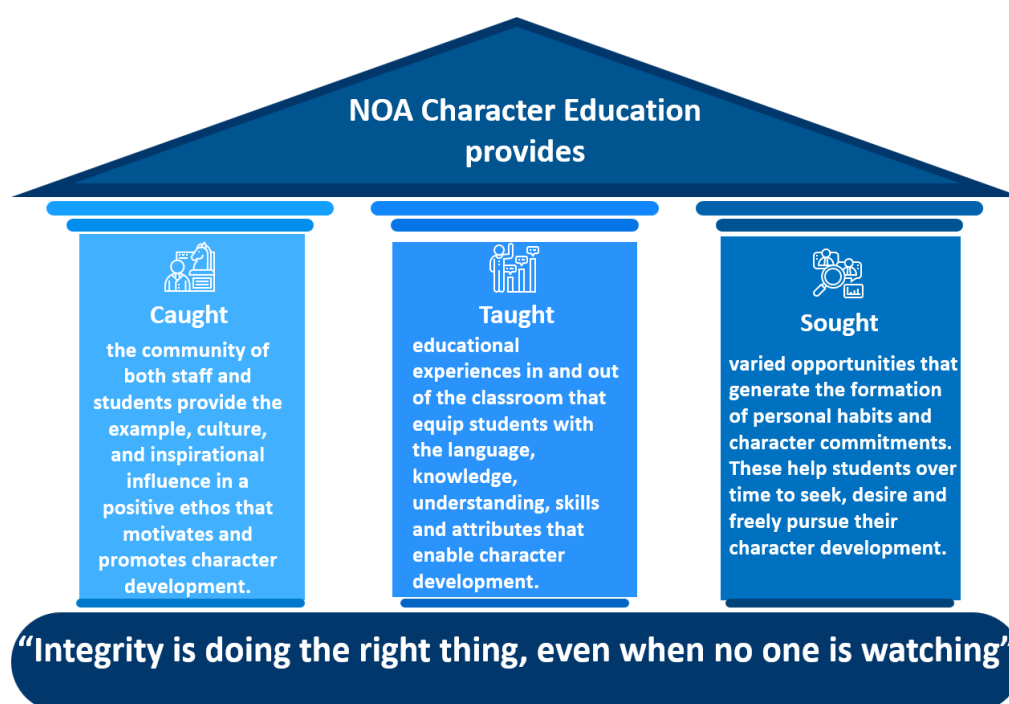 NOA Character Education
provides
Caught
the community of
both staff and
students provide the
example, culture,
and inspirational
influence in a
positive ethos that
motivates and
promotes character
development.
Taught
educational
experiences in and out
of the classroom that
equip students with
the language,
knowledge,
understanding, skills
and attributes that
enable character
development.
Sought
varied opportunities that
generate the formation
of personal habits and
character commitments.
These help students over
time to seek, desire and
freely pursue their
character development.
“Integrity is doing the right thing, even when no one is watching”